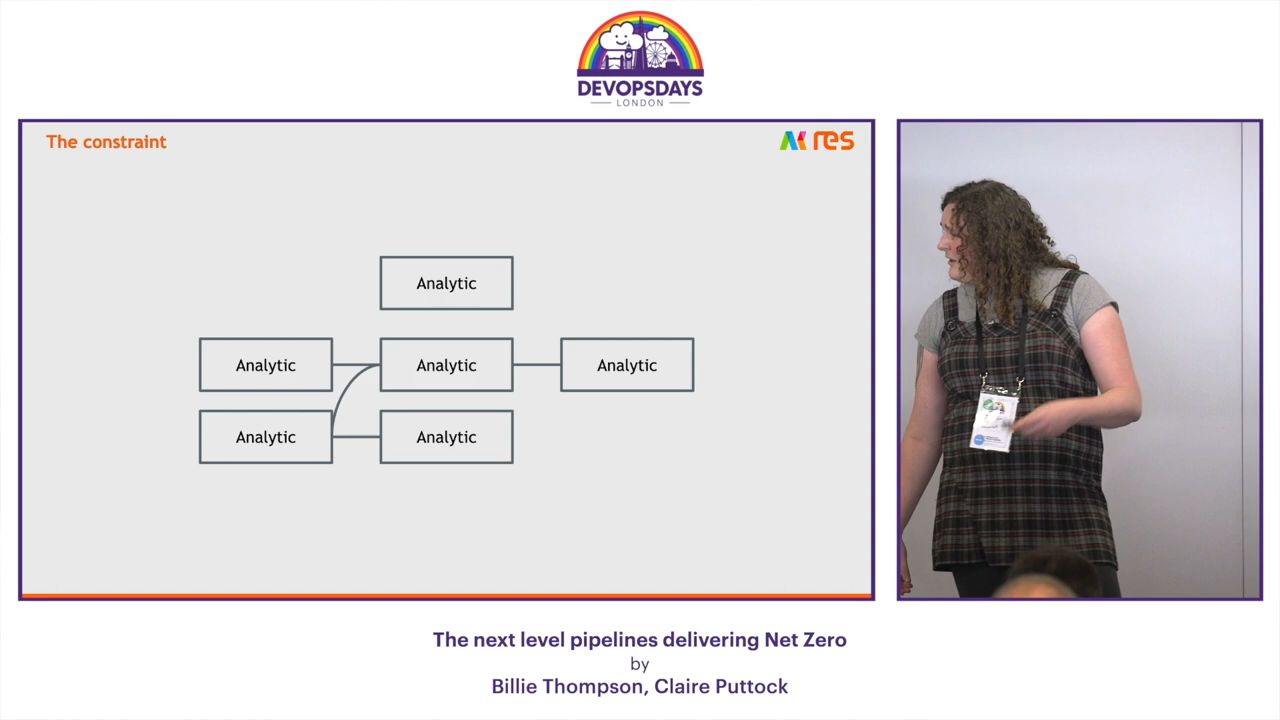 DEVOPSDAYS
LONDON
The constraint
res
Analytic
Analytic
Analytic
Analytic
Analytic
Analytic
The next level pipelines delivering Net Zero
by
Billie Thompson, Claire Puttock